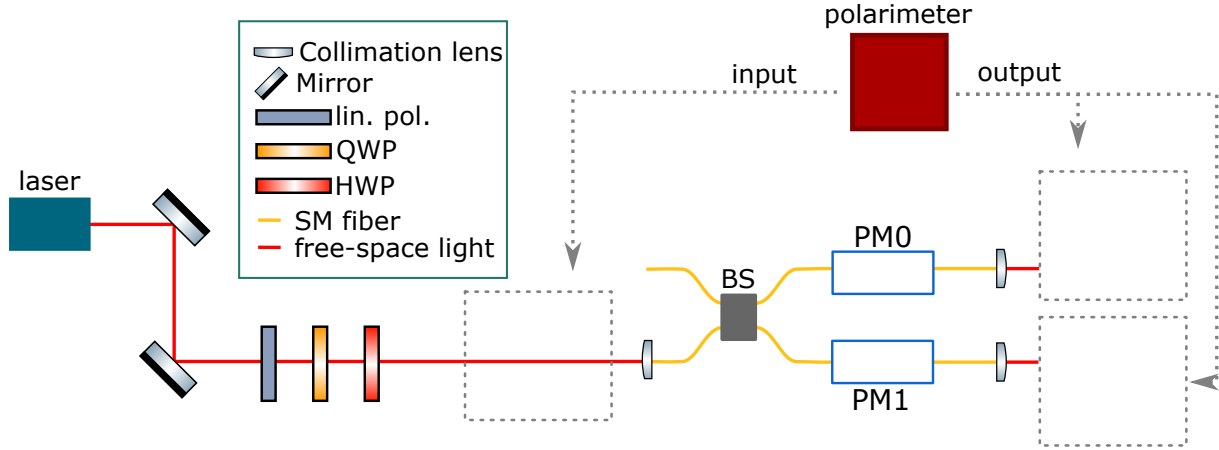 polarimeter
input
output
Collimation lens
Mirror
lin. pol.
QWP
HWP
SM fiber
free-space light
laser
PM0
BS
PM1